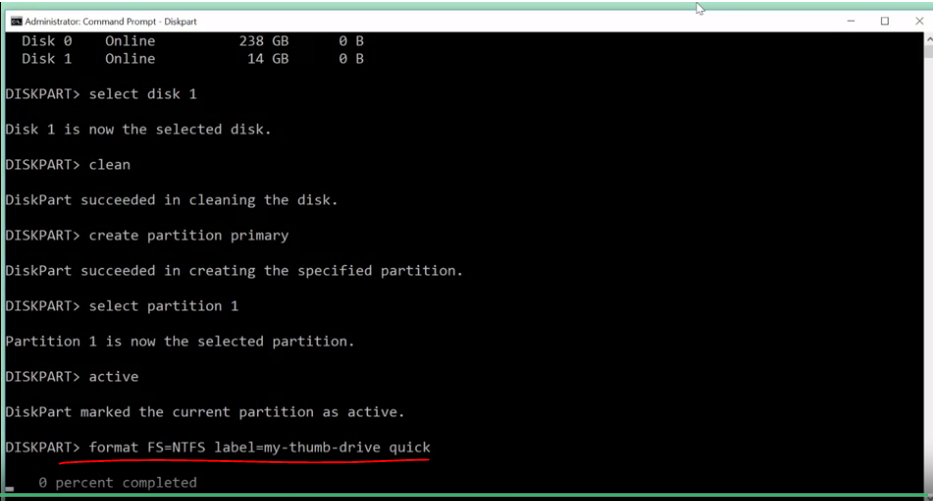 Administrator: Command Prompt - Diskpart
Disk 0 Online 238 GB 0 B
Disk 1 Online 14 GB 0 B
DISKPART> select disk 1
Disk 1 is now the selected disk.
DISKPART> clean
DiskPart succeeded in cleaning the disk.
DISKPART> create partition primary
DiskPart succeeded in creating the specified partition.
DISKPART> select partition 1
Partition 1 is now the selected partition.
DISKPART> active
DiskPart marked the current partition as active.
DISKPART> format FS=NTFS label=my-thumb-drive quick
0 percent completed